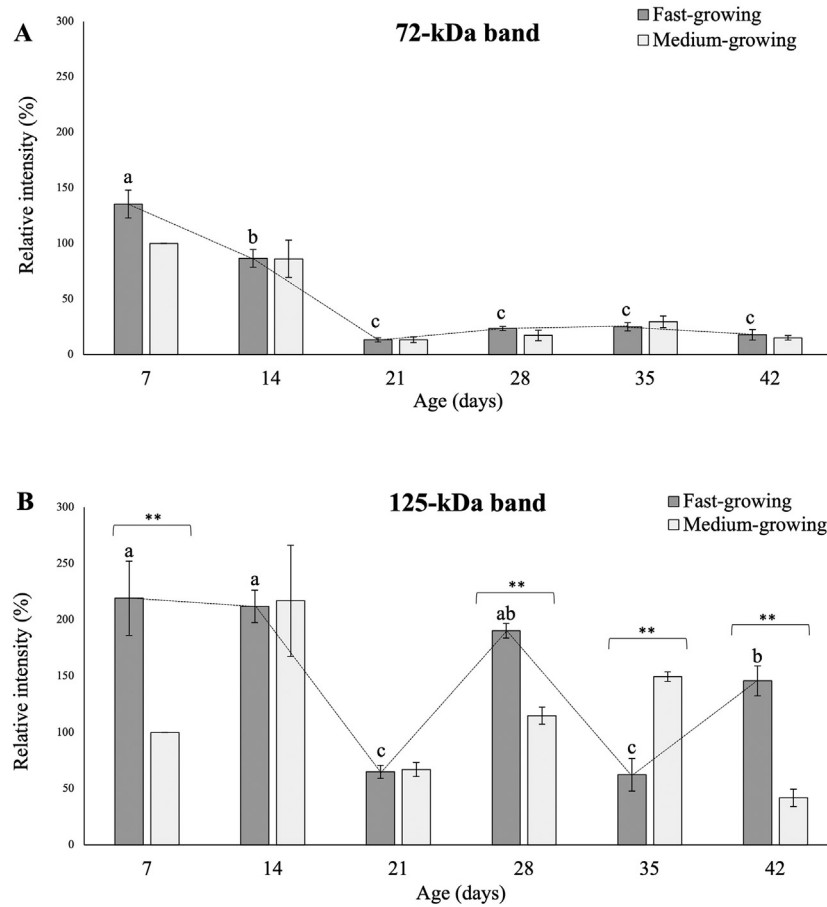 A
72-kDa band
Fast-growing
Medium-growing
Relative intensity (%)
300
250
200
150
100
50
0
a
b
c
c
c
c
7
14
21
28
35
42
Age (days)
B
125-kDa band
Fast-growing
Medium-growing
Relative intensity (%)
300
250
200
150
100
50
0
**
a
a
c
**
ab
**
c
**
b
7
14
21
28
35
42
Age (days)